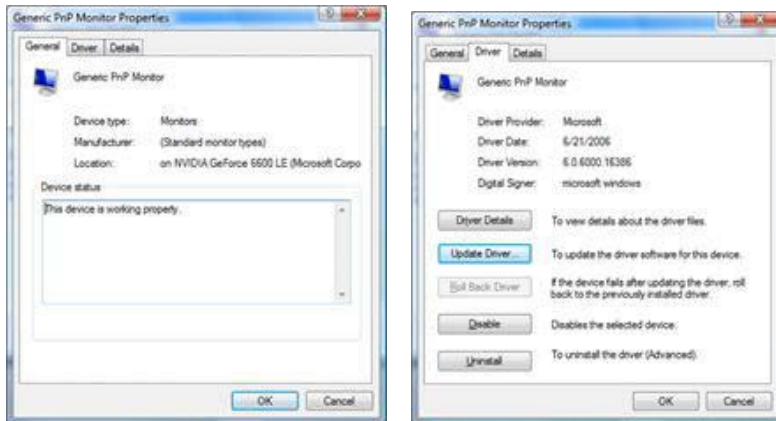 Generic PnP Monitor Properties
General Driver Details
Generic PnP Monitor
Device type: Monitors
Manufacturer: (Standard monitor types)
Location: on NVIDIA GeForce 6600 LE (Microsoft Corpo
Device status
This device is working properly.
OK Cancel
Generic PnP Monitor Properties
General Driver Details
Generic PnP Monitor
Driver Provider: Microsoft
Driver Date: 6/21/2006
Driver Version: 6.0.6000.16386
Digital Signer: microsoft windows
Driver Details To view details about the driver files.
Update Driver... To update the driver software for this device.
Roll Back Driver If the device fails after updating the driver, roll
back to the previously installed driver.
Disable Disables the selected device.
Uninstall To uninstall the driver (Advanced).
OK Cancel